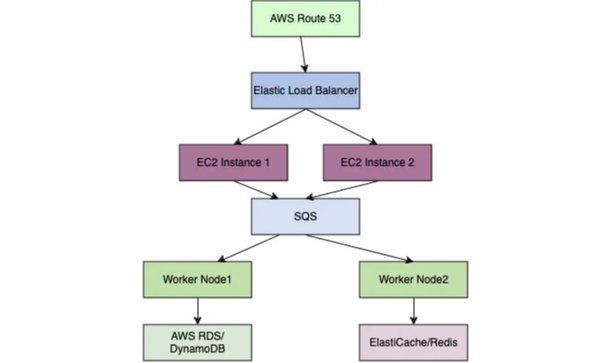 AWS Route 53
Elastic Load Balancer
EC2 Instance 1
EC2 Instance 2
SQS
Worker Node1
Worker Node2
AWS RDS/
DynamoDB
ElastiCache/Redis